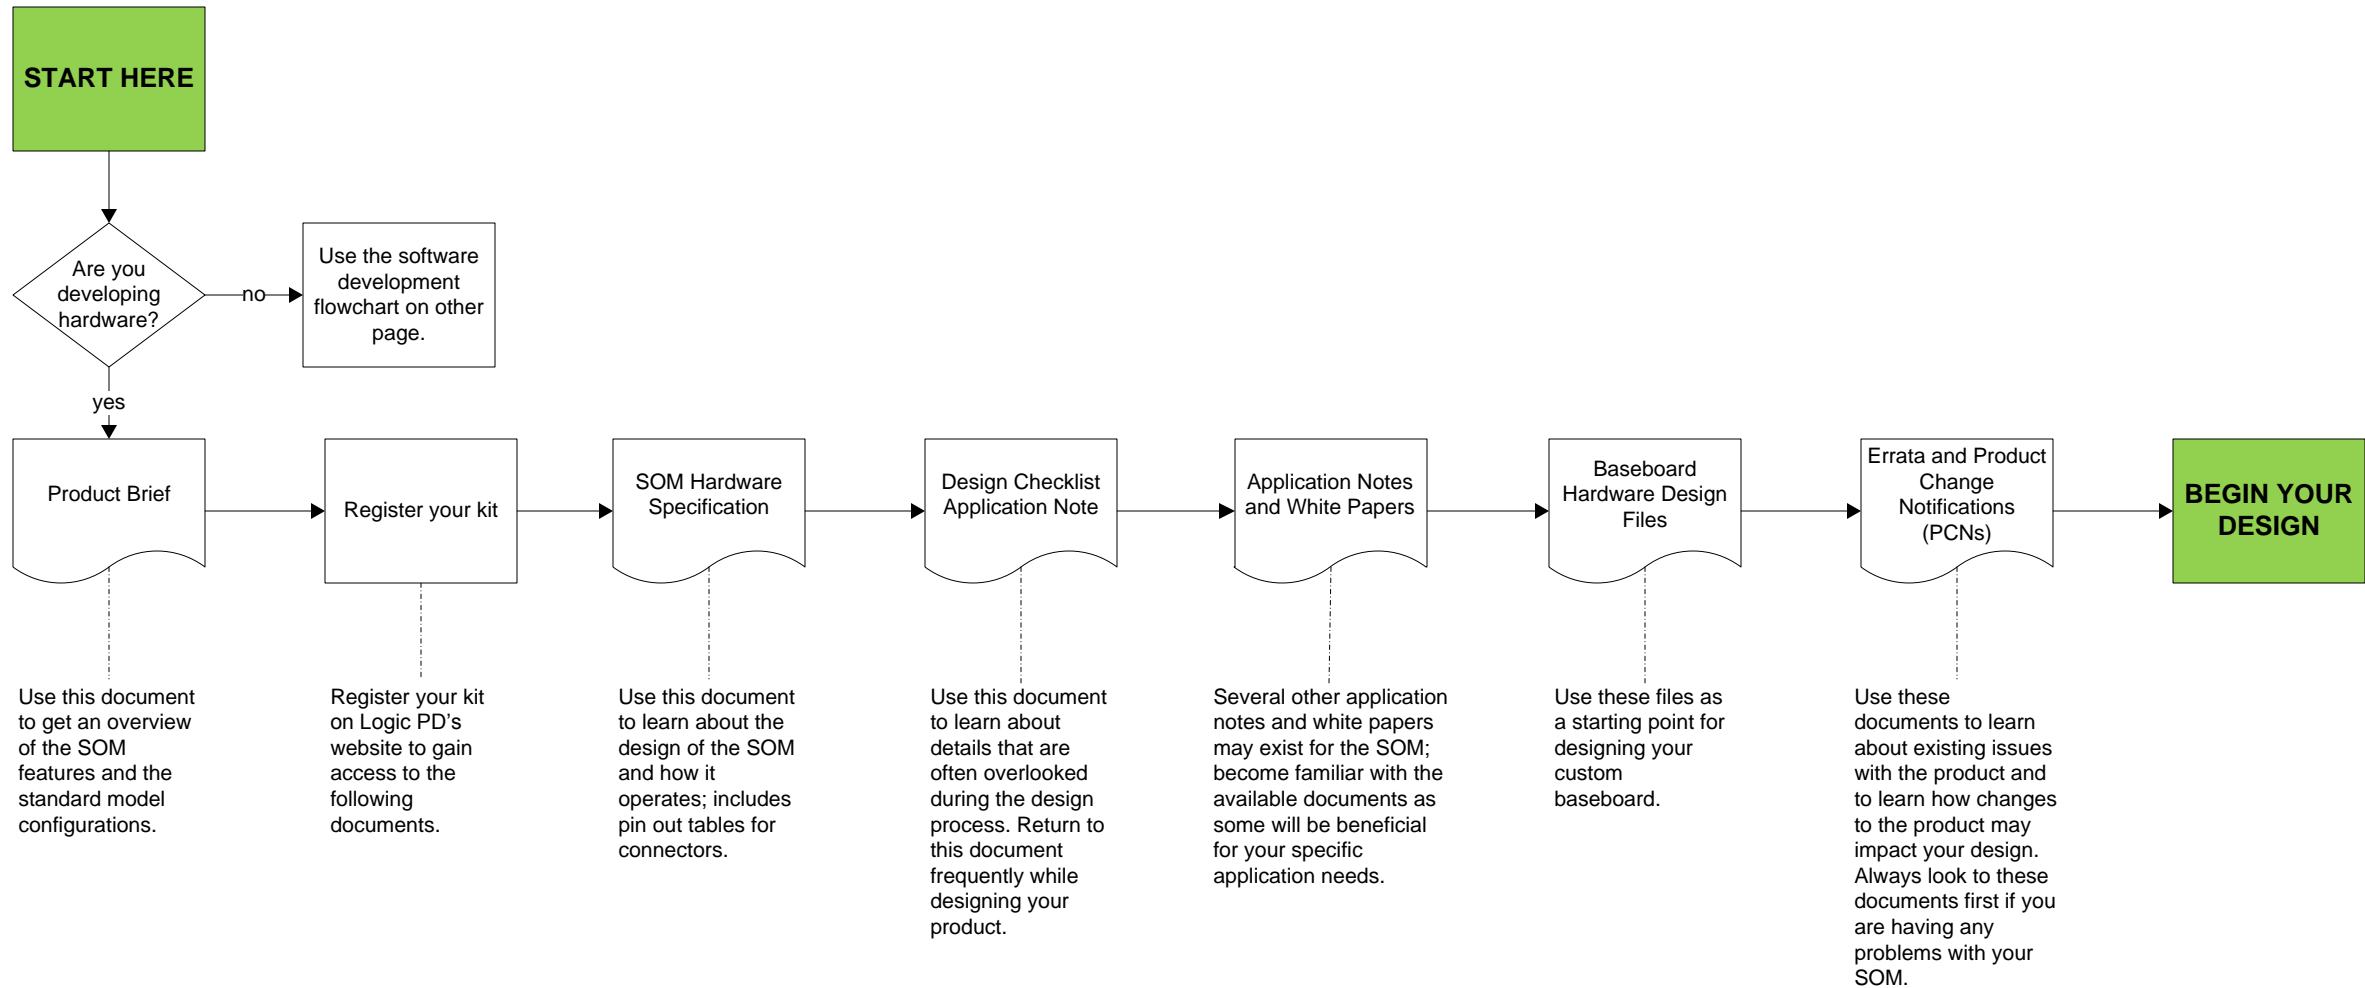 START HERE
Are you
developing
hardware?
no
Use the software
development
flowchart on other
page.
yes
Product Brief
Register your kit
SOM Hardware
Specification
Design Checklist
Application Note
Application Notes
and White Papers
Baseboard
Hardware Design
Files
Errata and Product
Change
Notifications
(PCNs)
BEGIN YOUR
DESIGN
Use this document
to get an overview
of the SOM
features and the
standard model
configurations.
Register your kit
on Logic PD’s
website to gain
access to the
following
documents.
Use this document
to learn about the
design of the SOM
and how it
operates; includes
pin out tables for
connectors.
Use this document
to learn about
details that are
often overlooked
during the design
process. Return to
this document
frequently while
designing your
product.
Several other application
notes and white papers
may exist for the SOM;
become familiar with the
available documents as
some will be beneficial
for your specific
application needs.
Use these files as
a starting point for
designing your
custom
baseboard.
Use these
documents to learn
about existing issues
with the product and
to learn how changes
to the product may
impact your design.
Always look to these
documents first if you
are having any
problems with your
SOM.